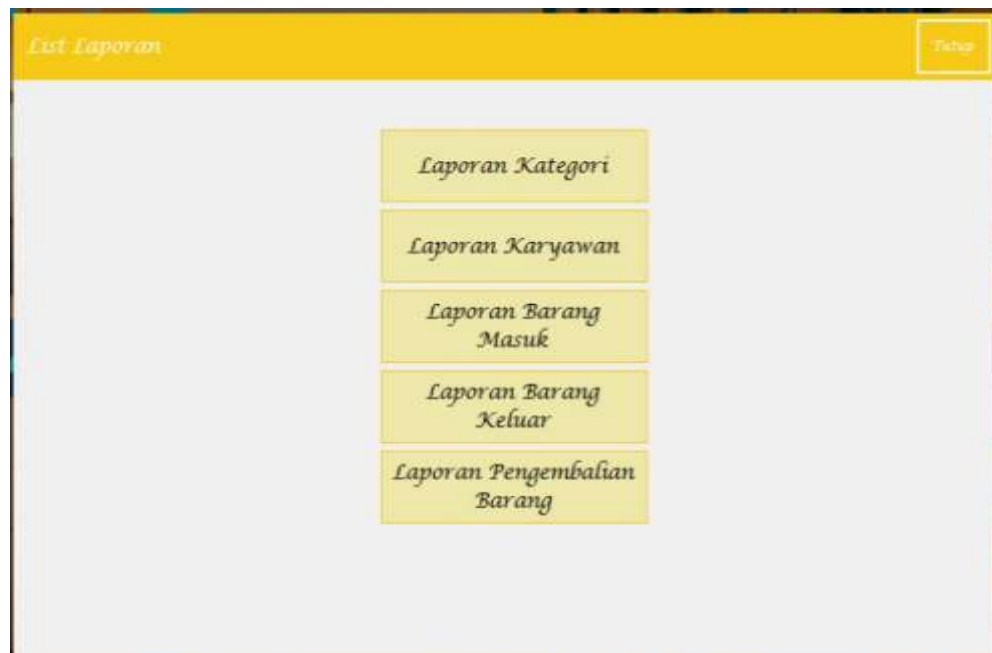 List Laporan
Tutup
Laporan Kategori
Laporan Karyawan
Laporan Barang
Masuk
Laporan Barang
Keluar
Laporan Pengembalian
Barang